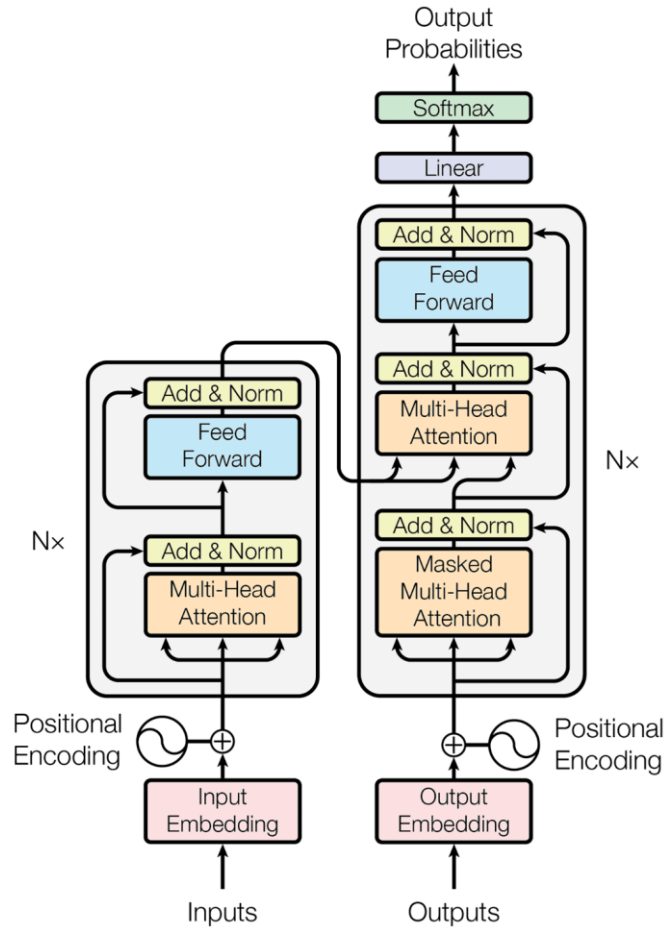 Output
Probabilities
Softmax
Linear
Add & Norm
Feed
Forward
Add & Norm
Multi-Head
Attention
Add & Norm
Masked
Multi-Head
Attention
N×
Add & Norm
Feed
Forward
Add & Norm
Multi-Head
Attention
N×
Positional
Encoding
Positional
Encoding
Input
Embedding
Output
Embedding
Inputs
Outputs